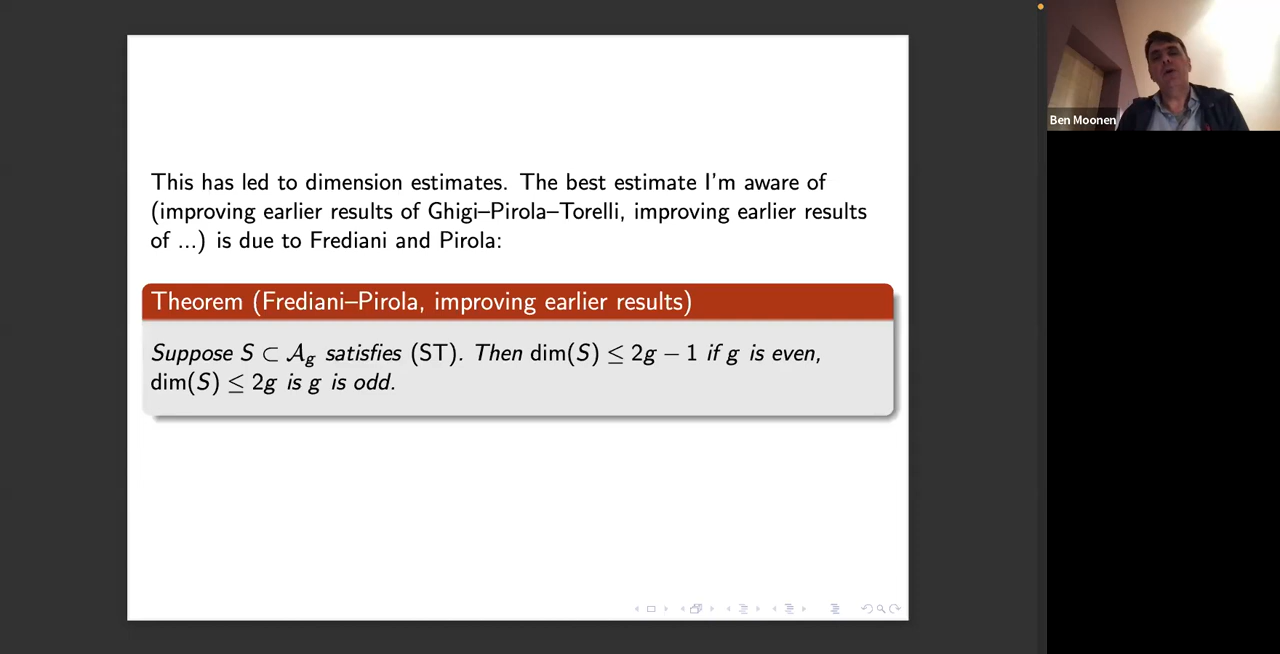 This has led to dimension estimates. The best estimate I'm aware of
(improving earlier results of Ghigi–Pirola–Torelli, improving earlier results
of ...) is due to Frediani and Pirola:
Theorem (Frediani–Pirola, improving earlier results)
Suppose S ⊂ 𝒜_g satisfies (ST). Then dim(S) ≤ 2g − 1 if g is even,
dim(S) ≤ 2g is g is odd.
Ben Moonen